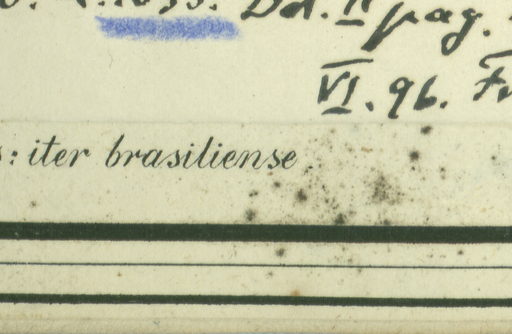 Bd. II pag.
VI. 96.
s: iter brasiliense